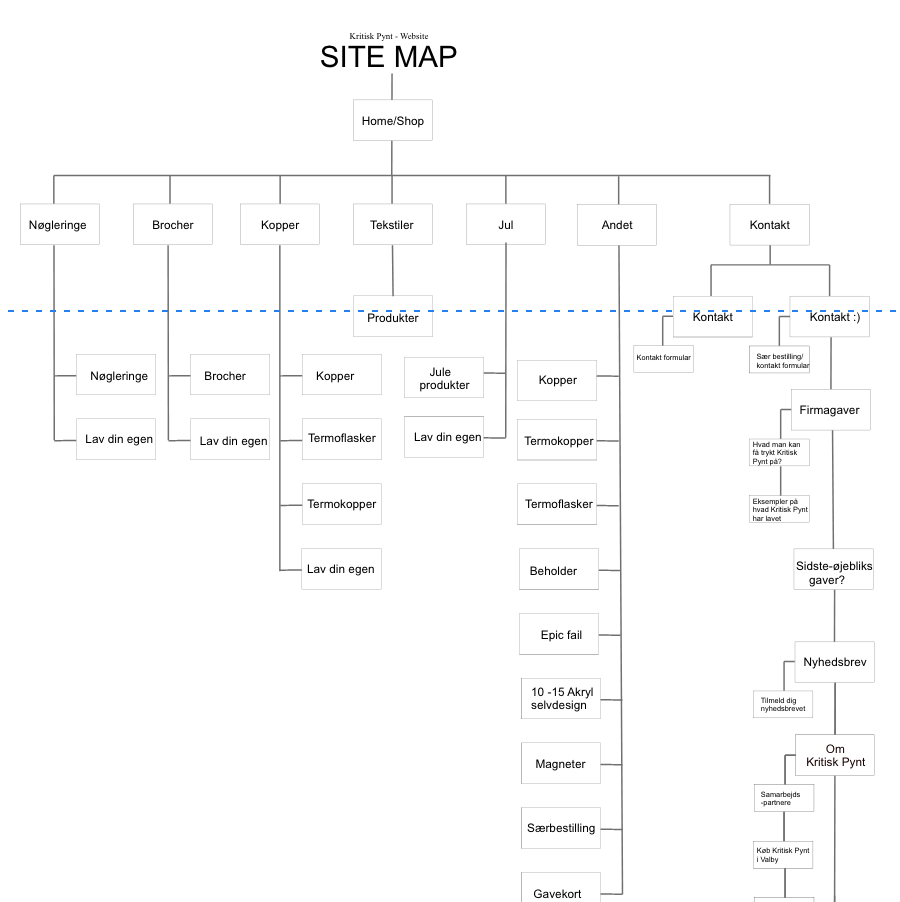 Kritisk Pynt - Website
SITE MAP
Home/Shop
Nøgleringe
Brocher
Kopper
Tekstiler
Jul
Andet
Kontakt
Nøgleringe
Lav din egen
Brocher
Lav din egen
Kopper
Termoflasker
Termokopper
Lav din egen
Produkter
Jule
produkter
Lav din egen
Kopper
Termokopper
Termoflasker
Beholder
Epic fail
10 -15 Akryl
selvdesign
Magneter
Særbestilling
Gavekort
Kontakt
Kontakt formular
Kontakt :)
Sær bestilling/
kontakt formular
Firmagaver
Hvad man kan
få trykt Kritisk
Pynt på?
Eksempler på
hvad Kritisk Pynt
har lavet
Sidste-øjebliks
gaver?
Nyhedsbrev
Tilmeld dig
nyhedsbrevet
Om
Kritisk Pynt
Samarbejds
-partnere
Køb Kritisk Pynt
i Valby